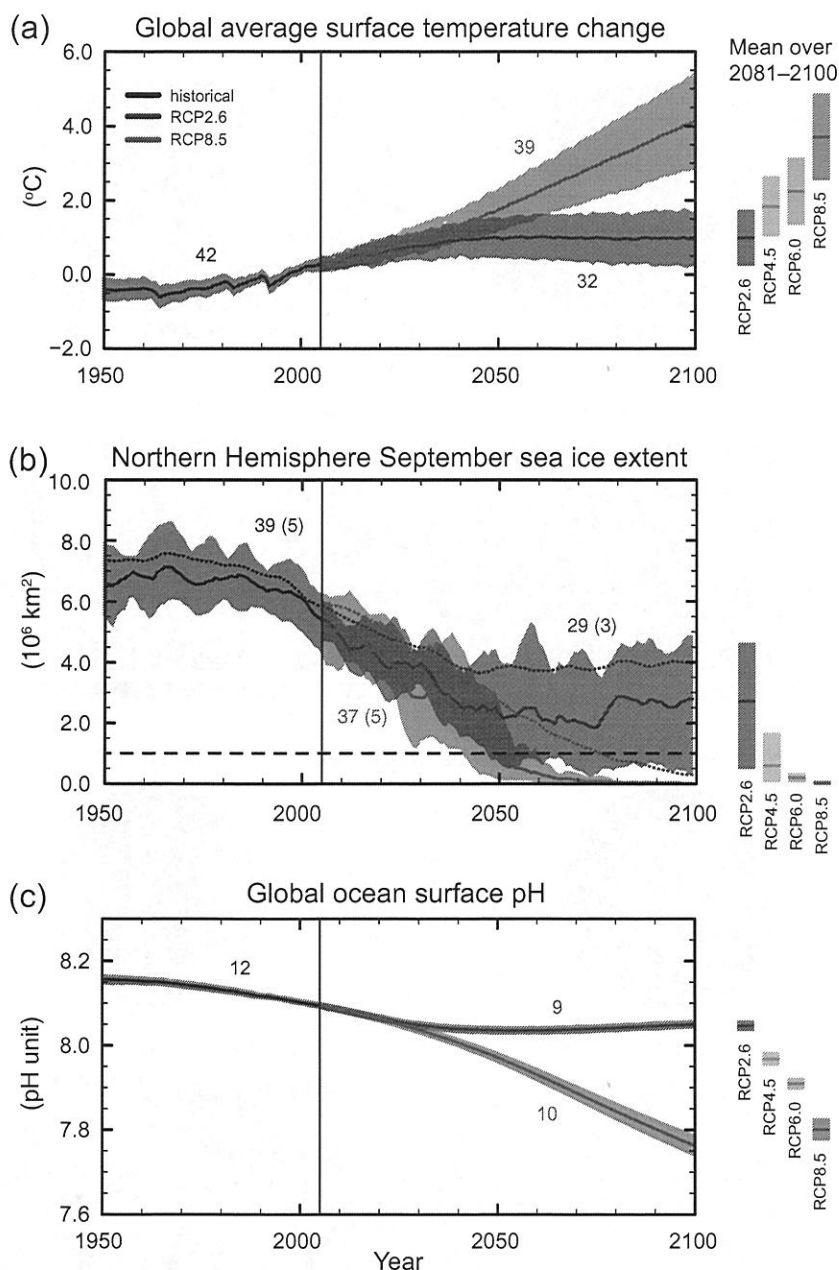 (a) Global average surface temperature change
Mean over
2081–2100
6.0
4.0
2.0
0.0
−2.0
(°C)
historical
RCP2.6
RCP8.5
42
39
32
1950
2000
2050
2100
RCP2.6
RCP4.5
RCP6.0
RCP8.5
(b) Northern Hemisphere September sea ice extent
10.0
8.0
6.0
4.0
2.0
0.0
(10⁶ km²)
39 (5)
29 (3)
37 (5)
1950
2000
2050
2100
RCP2.6
RCP4.5
RCP6.0
RCP8.5
(c) Global ocean surface pH
8.2
8.0
7.8
7.6
(pH unit)
12
9
10
1950
2000
2050
2100
Year
RCP2.6
RCP4.5
RCP6.0
RCP8.5